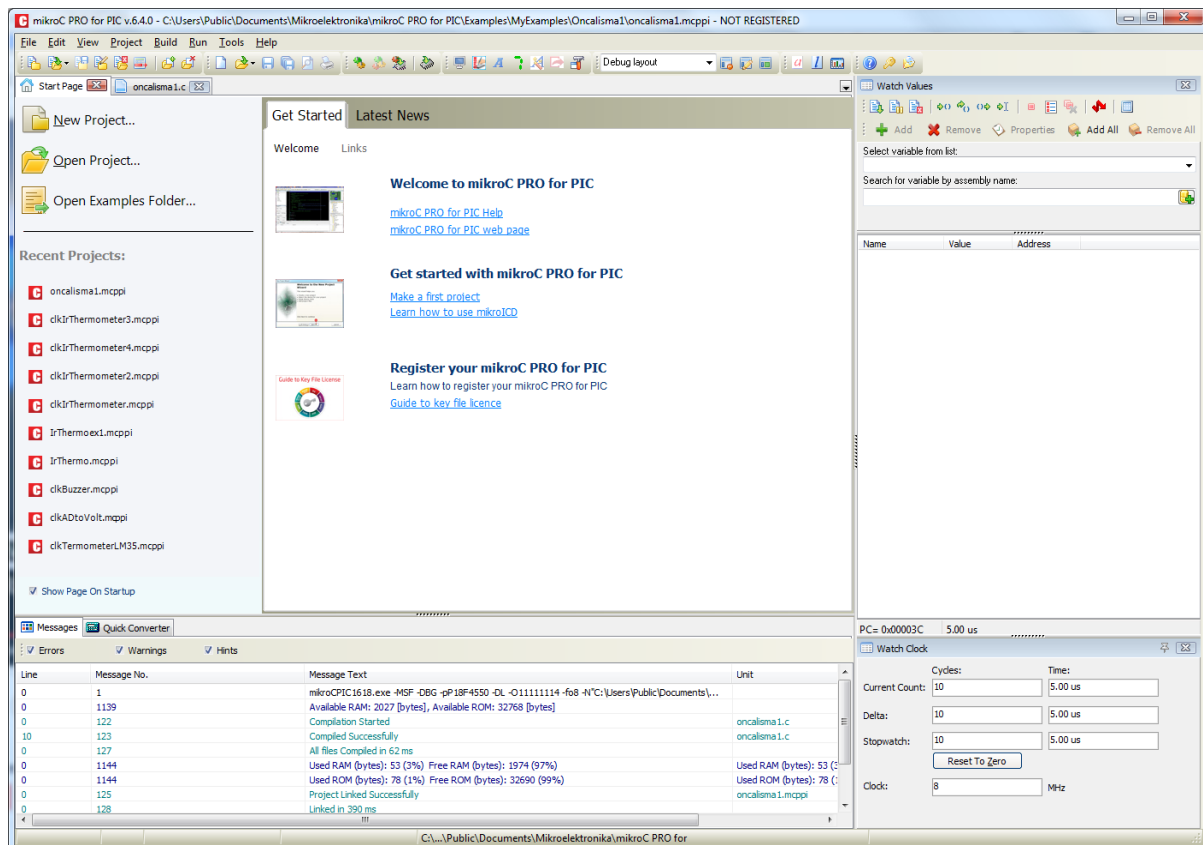 mikroC PRO for PIC v.6.4.0 - C:\Users\Public\Documents\Mikroelektronika\mikroC PRO for PIC\Examples\MyExamples\Oncalisma1\oncalisma1.mcppi - NOT REGISTERED
File Edit View Project Build Run Tools Help
Debug layout
Start Page oncalisma1.c
New Project...
Open Project...
Open Examples Folder...
Recent Projects:
oncalisma1.mcppi
clkIrThermometer3.mcppi
clkIrThermometer4.mcppi
clkIrThermometer2.mcppi
clkIrThermometer.mcppi
IrThermoex1.mcppi
IrThermo.mcppi
clkBuzzer.mcppi
clkADtoVolt.mcppi
clkTermometerLM35.mcppi
Show Page On Startup
Get Started Latest News
Welcome Links
Welcome to mikroC PRO for PIC
mikroC PRO for PIC Help
mikroC PRO for PIC web page
Get started with mikroC PRO for PIC
Make a first project
Learn how to use mikroICD
Register your mikroC PRO for PIC
Guide to Key File License
Learn how to register your mikroC PRO for PIC
Guide to key file licence
Watch Values
Add Remove Properties Add All Remove All
Select variable from list:
Search for variable by assembly name:
Name Value Address
PC= 0x00003C 5.00 us
Messages Quick Converter
Errors Warnings Hints
Line Message No. Message Text Unit
0 1 mikroCPIC1618.exe -MSF -DBG -pP18F4550 -DL -O11111114 -fo8 -N"C:\Users\Public\Documents\...
0 1139 Available RAM: 2027 [bytes], Available ROM: 32768 [bytes]
0 122 Compilation Started oncalisma1.c
10 123 Compiled Successfully oncalisma1.c
0 127 All files Compiled in 62 ms
0 1144 Used RAM (bytes): 53 (3%) Free RAM (bytes): 1974 (97%) Used RAM (bytes): 53 (3
0 1144 Used ROM (bytes): 78 (1%) Free ROM (bytes): 32690 (99%) Used ROM (bytes): 78 (
0 125 Project Linked Successfully oncalisma1.mcppi
0 128 Linked in 390 ms
Watch Clock
Cycles: Time:
Current Count: 10 5.00 us
Delta: 10 5.00 us
Stopwatch: 10 5.00 us
Reset To Zero
Clock: 8 MHz
C:\...\Public\Documents\Mikroelektronika\mikroC PRO for